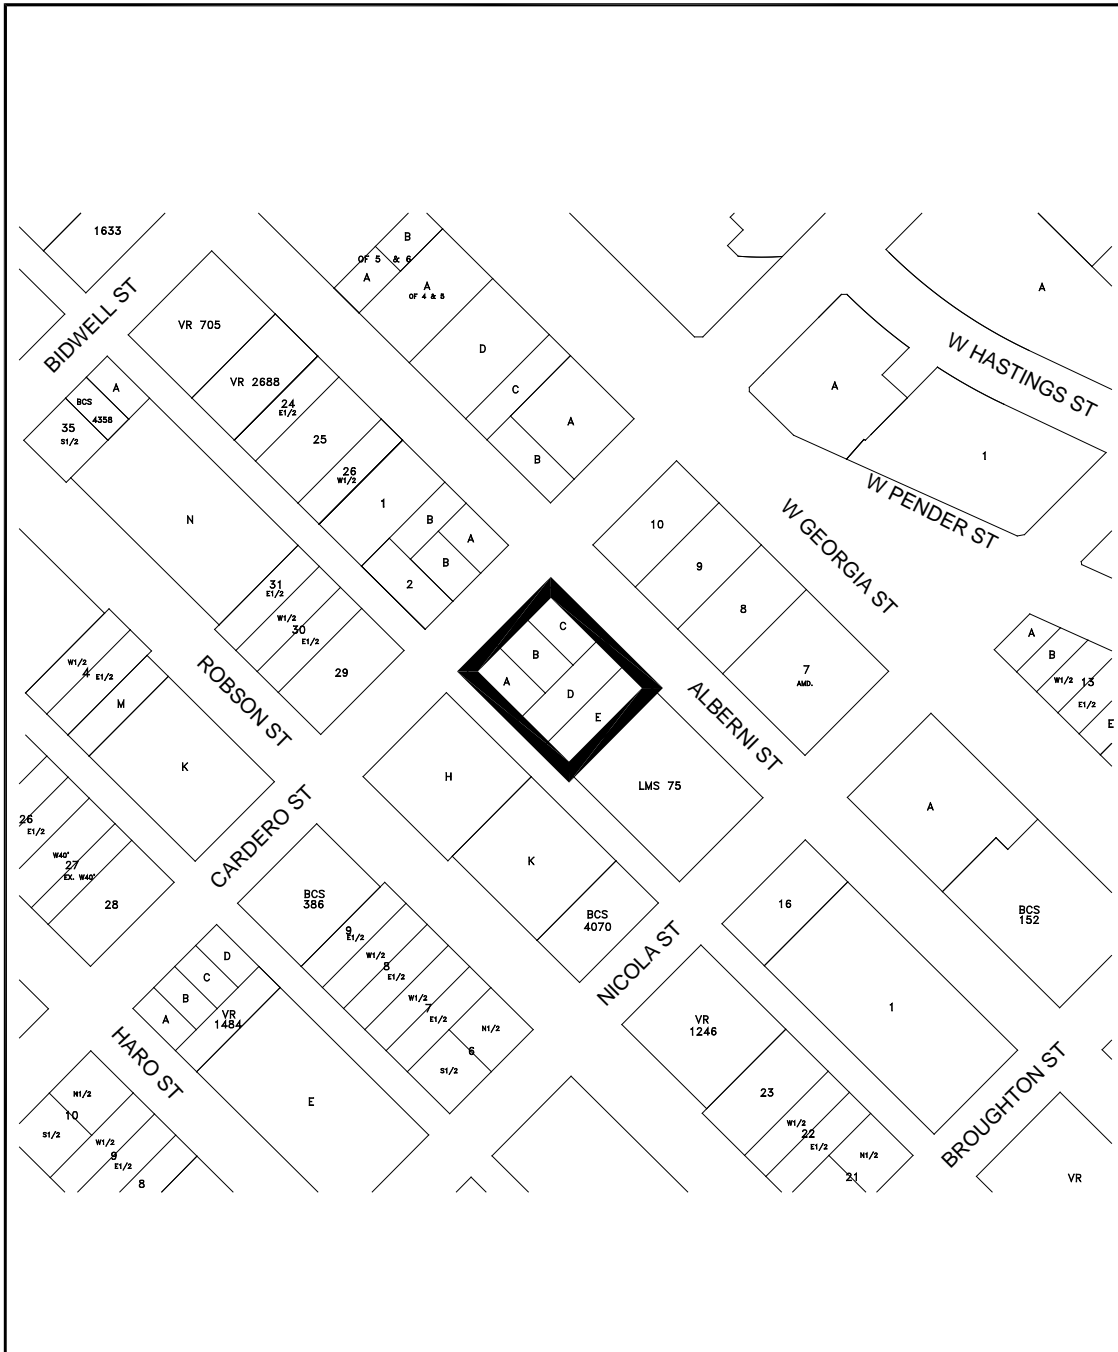 1633
B
OF 5 & 6
A
A
OF 4 & 5
A
BIDWELL ST
VR 705
D
W HASTINGS ST
A
VR 2688
A
BCS
4358
35
S1/2
24
E1/2
C
A
25
B
1
26
W1/2
W PENDER ST
N
1
B
A
B
10
W GEORGIA ST
9
2
31
E1/2
W1/2
30
E1/2
8
C
B
A
D
E
29
7
AMD.
A
B
W1/2
13
E1/2
E
W1/2
4
E1/2
M
ROBSON ST
ALBERNI ST
K
H
LMS 75
A
26
E1/2
CARDERO ST
W40'
27
EX. W40'
28
K
BCS
386
BCS
4070
16
BCS
152
9
E1/2
W1/2
8
E1/2
W1/2
7
E1/2
N1/2
6
S1/2
NICOLA ST
D
C
B
A
VR
1484
1
VR
1246
HARO ST
E
BROUGHTON ST
N1/2
10
S1/2
W1/2
9
E1/2
8
23
W1/2
22
E1/2
N1/2
21
VR